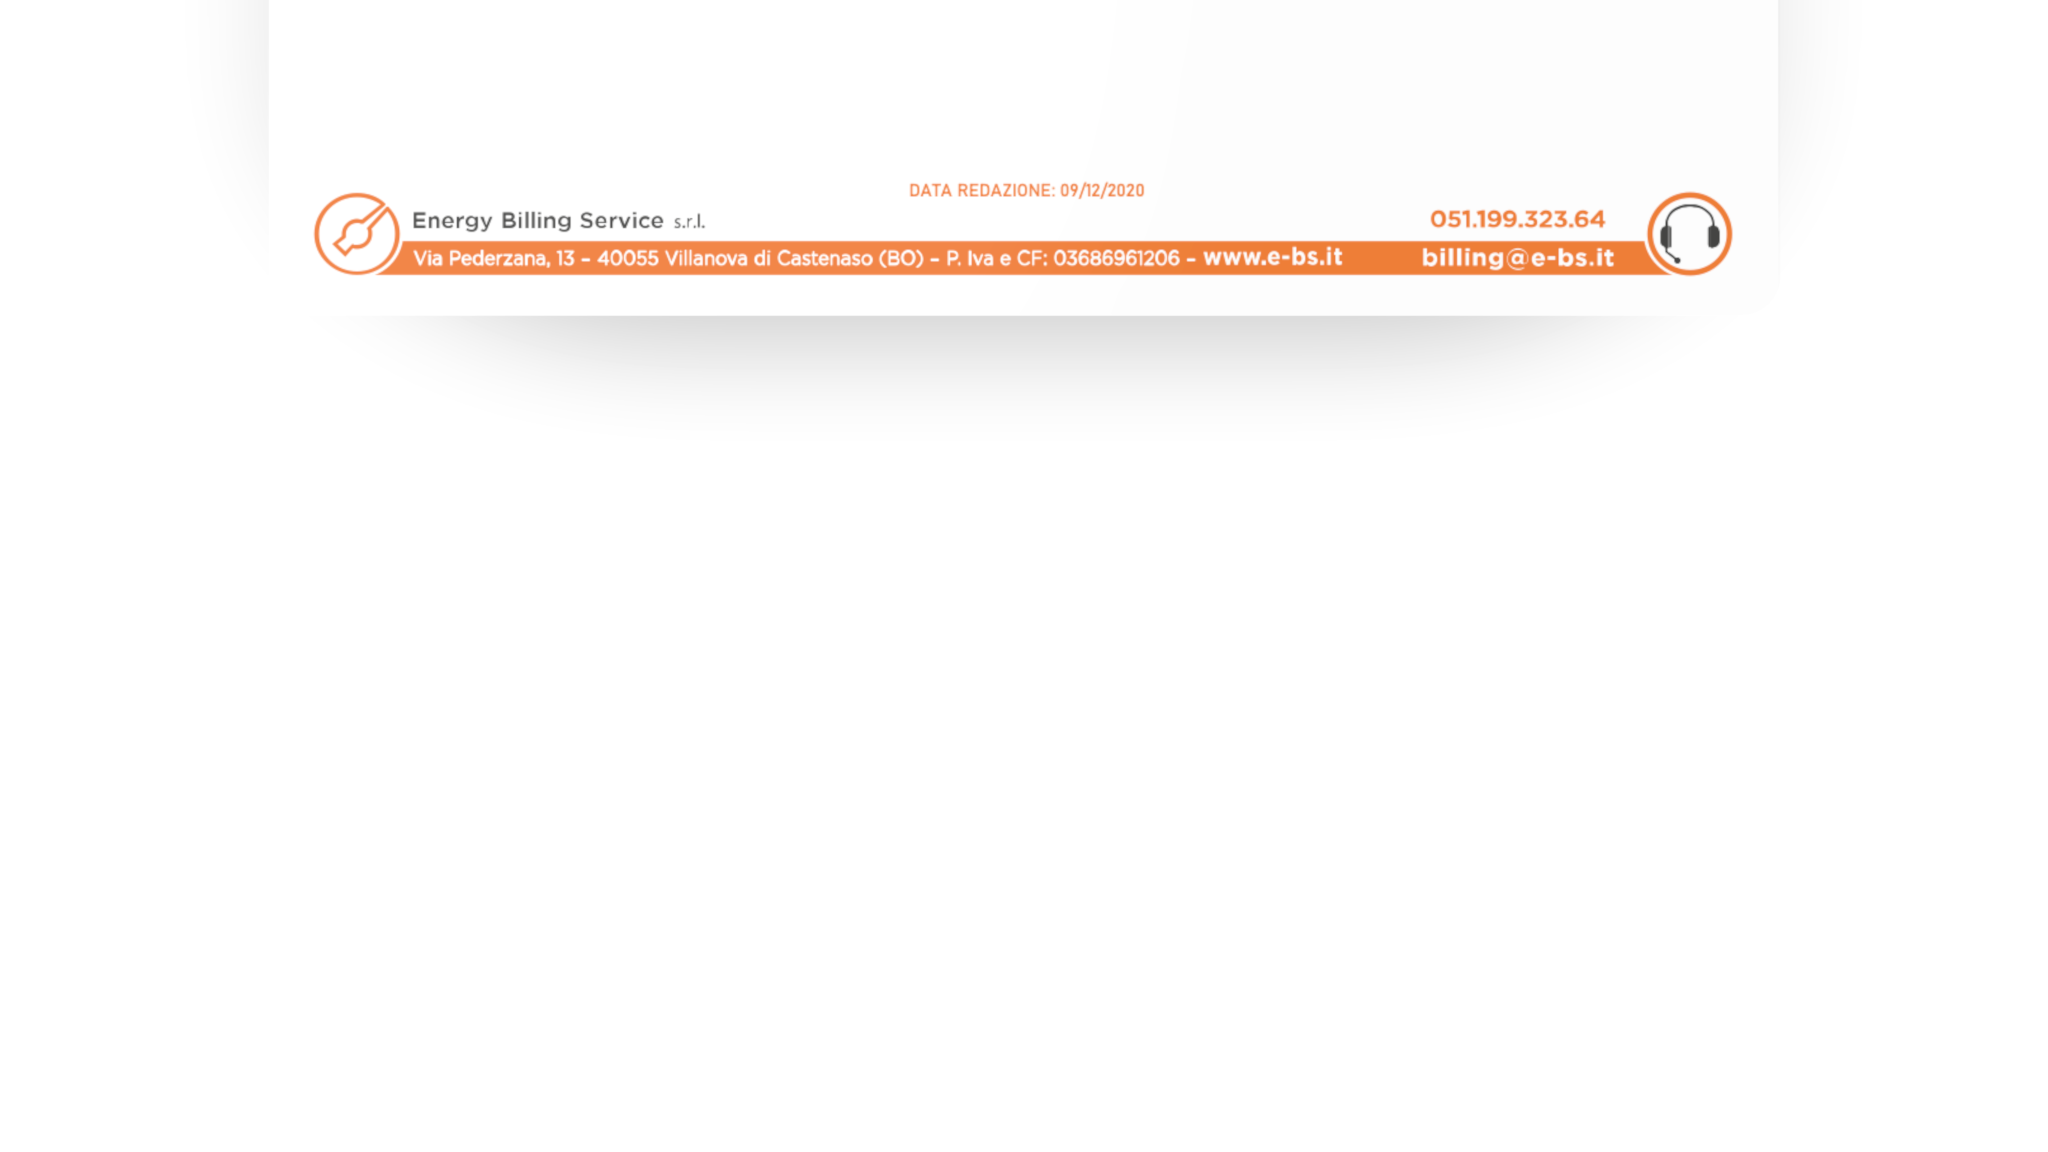 DATA REDAZIONE: 09/12/2020
Energy Billing Service s.r.l.
051.199.323.64
Via Pederzana, 13 - 40055 Villanova di Castenaso (BO) - P. Iva e CF: 03686961206 - www.e-bs.it
billing@e-bs.it